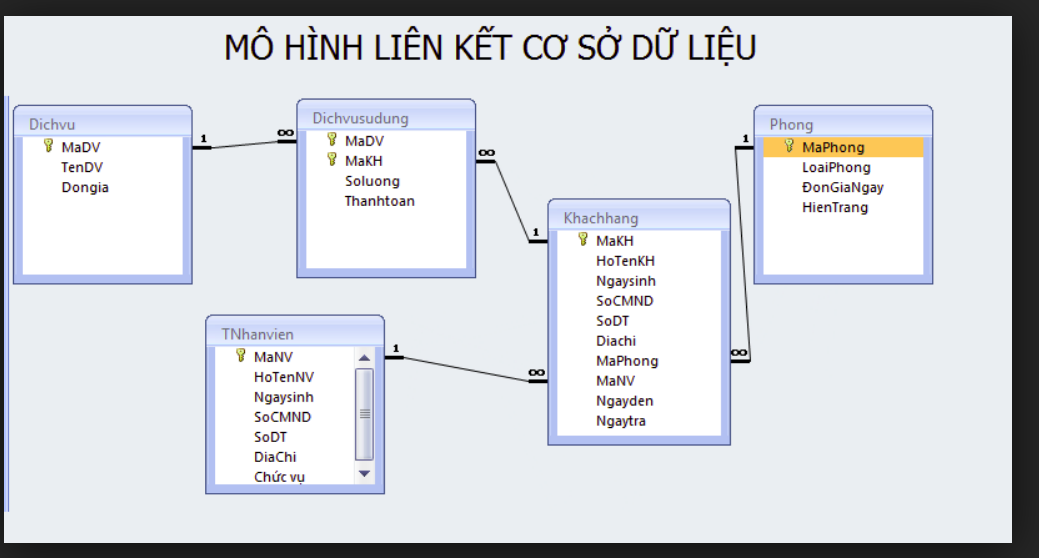 MÔ HÌNH LIÊN KẾT CƠ SỞ DỮ LIỆU
Dichvu
MaDV
TenDV
Dongia
1
∞
Dichvusudung
MaDV
MaKH
Soluong
Thanhtoan
∞
1
Khachhang
MaKH
HoTenKH
Ngaysinh
SoCMND
SoDT
Diachi
MaPhong
MaNV
Ngayden
Ngaytra
1
∞
Phong
MaPhong
LoaiPhong
ĐonGiaNgay
HienTrang
TNhanvien
MaNV
HoTenNV
Ngaysinh
SoCMND
SoDT
DiaChi
Chức vụ
1
∞